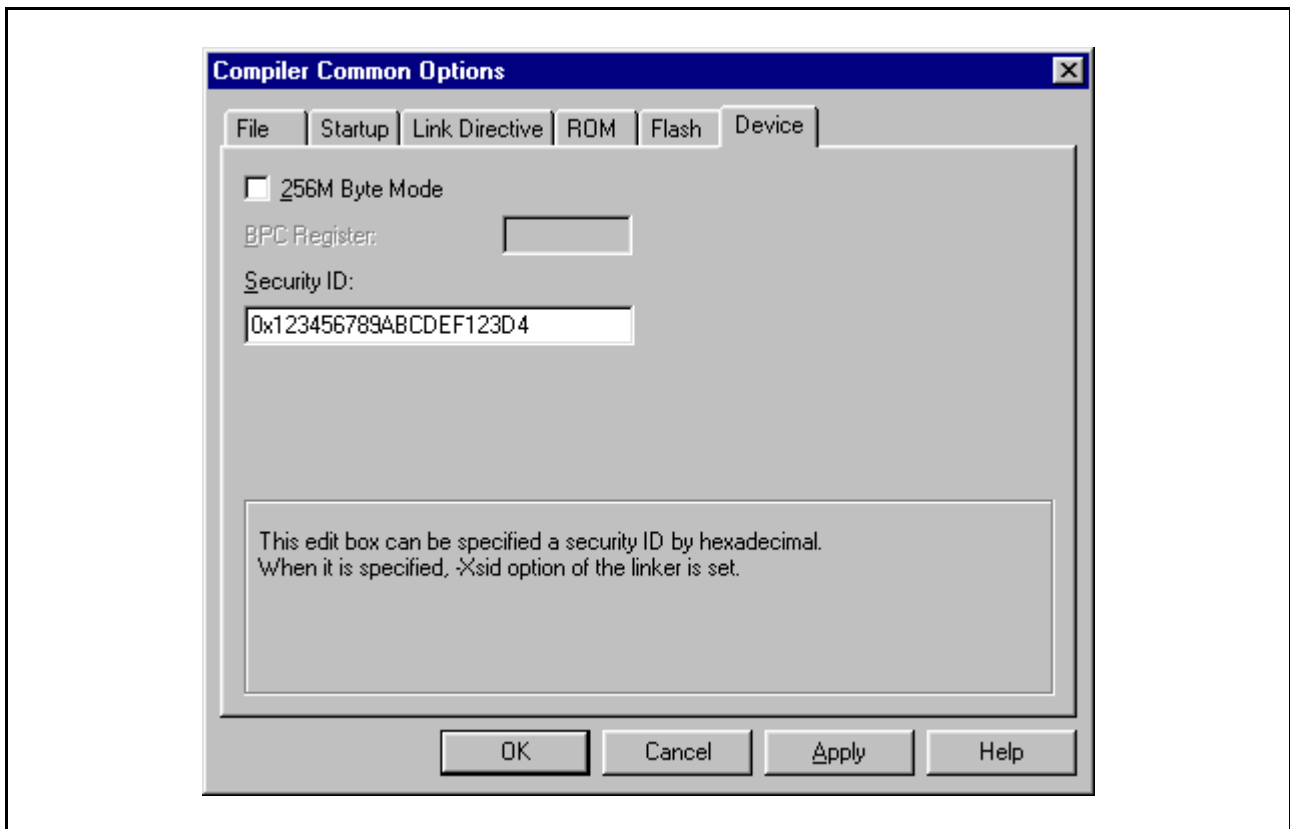 Compiler Common Options
File Startup Link Directive ROM Flash Device
256M Byte Mode
BPC Register:
Security ID:
0x123456789ABCDEF123D4
This edit box can be specified a security ID by hexadecimal.
When it is specified, -Xsid option of the linker is set.
OK Cancel Apply Help